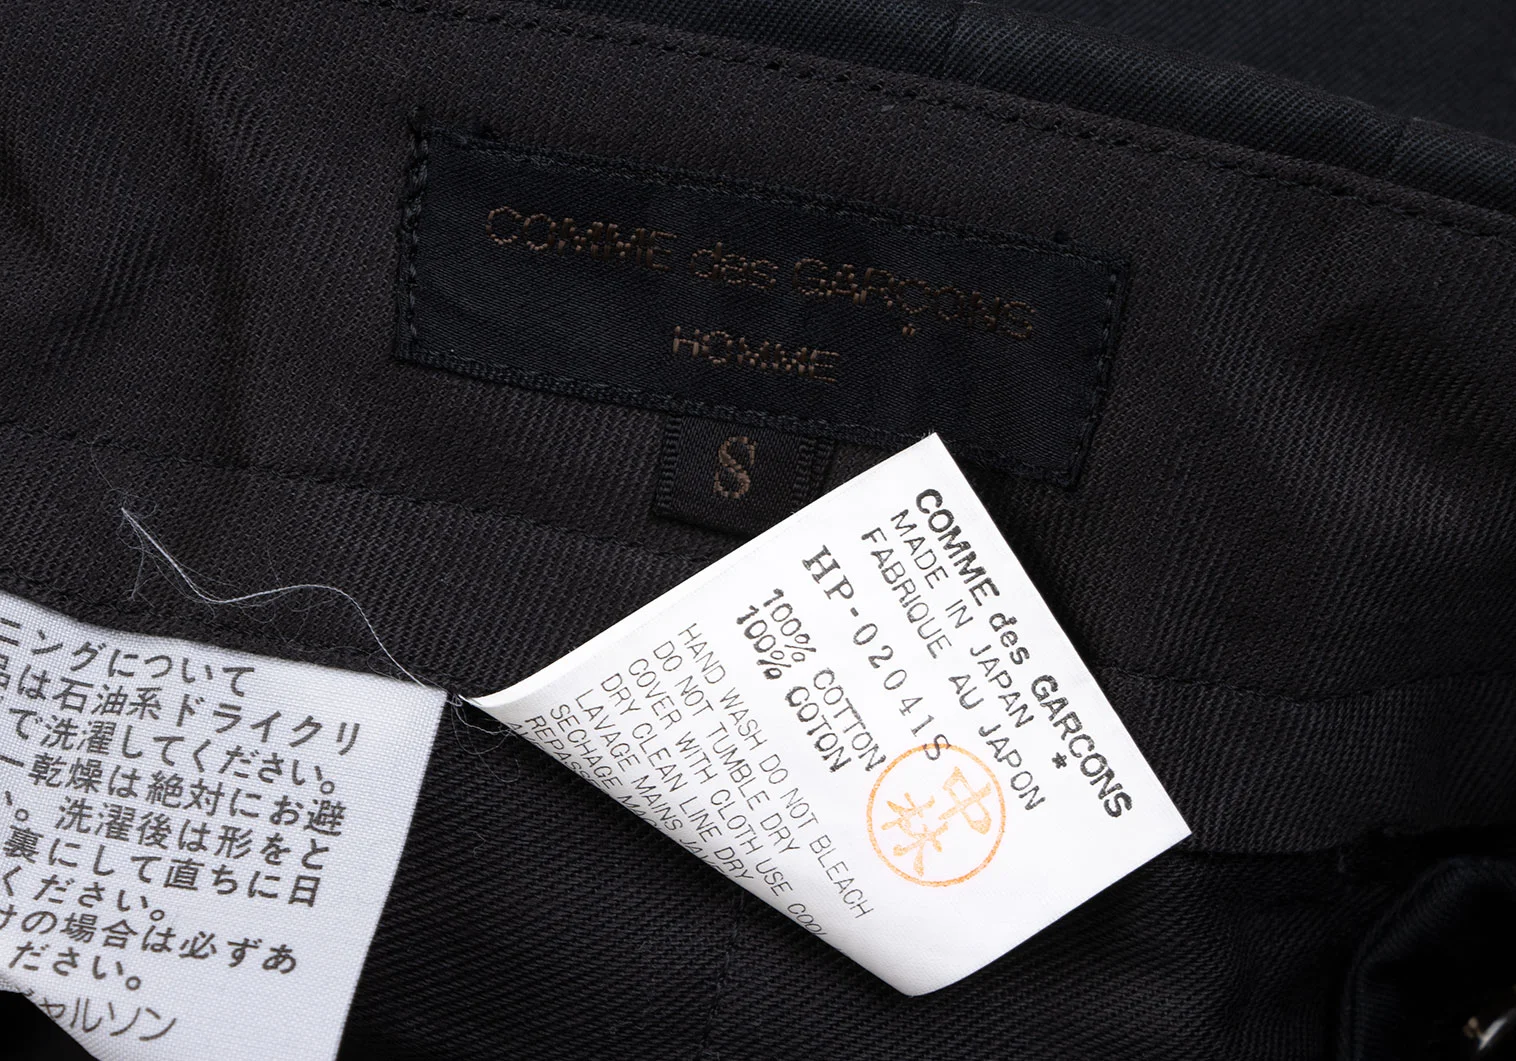 COMME des GARÇONS
HOMME
S
COMME des GARCONS *
MADE IN JAPAN
FABRIQUE AU JAPON
HP-02041S
100% COTTON
100% COTON
中林
HAND WASH DO NOT BLEACH
DO NOT TUMBLE DRY
COVER WITH CLOTH USE COOL
DRY CLEAN LINE DRY
LAVAGE MAINS
SECHAGE
ニングについて
は石油系ドライクリ
で洗濯してください。
ー乾燥は絶対にお避
い。洗濯後は形をと
裏にして直ちに日
ください。
けの場合は必ずあ
ださい。
ギャルソン